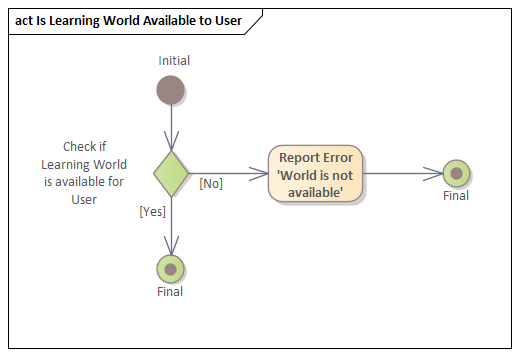 act Is Learning World Available to User
Initial
Check if
Learning World
is available for
User
Report Error
'World is not
available'
[No]
Final
[Yes]
Final